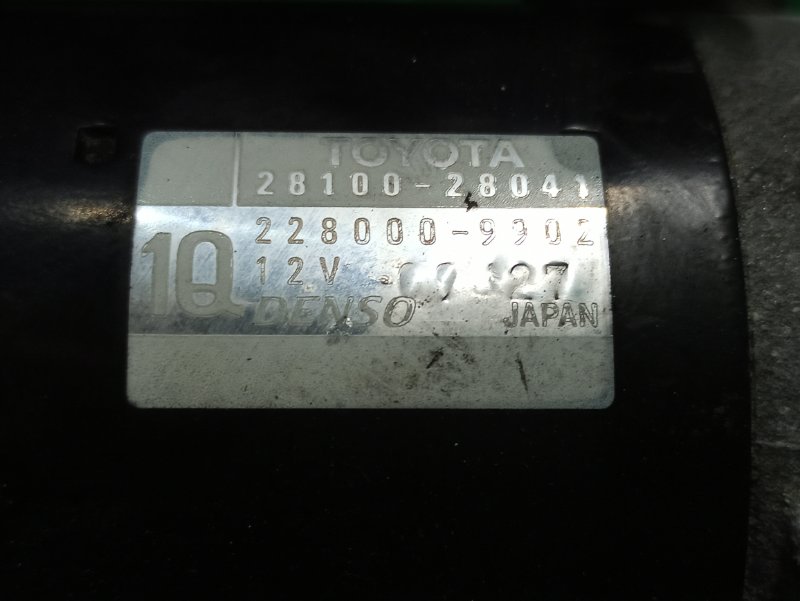 TOYOTA
28100-28041
228000-9902
1Q
12V
DENSO
JAPAN